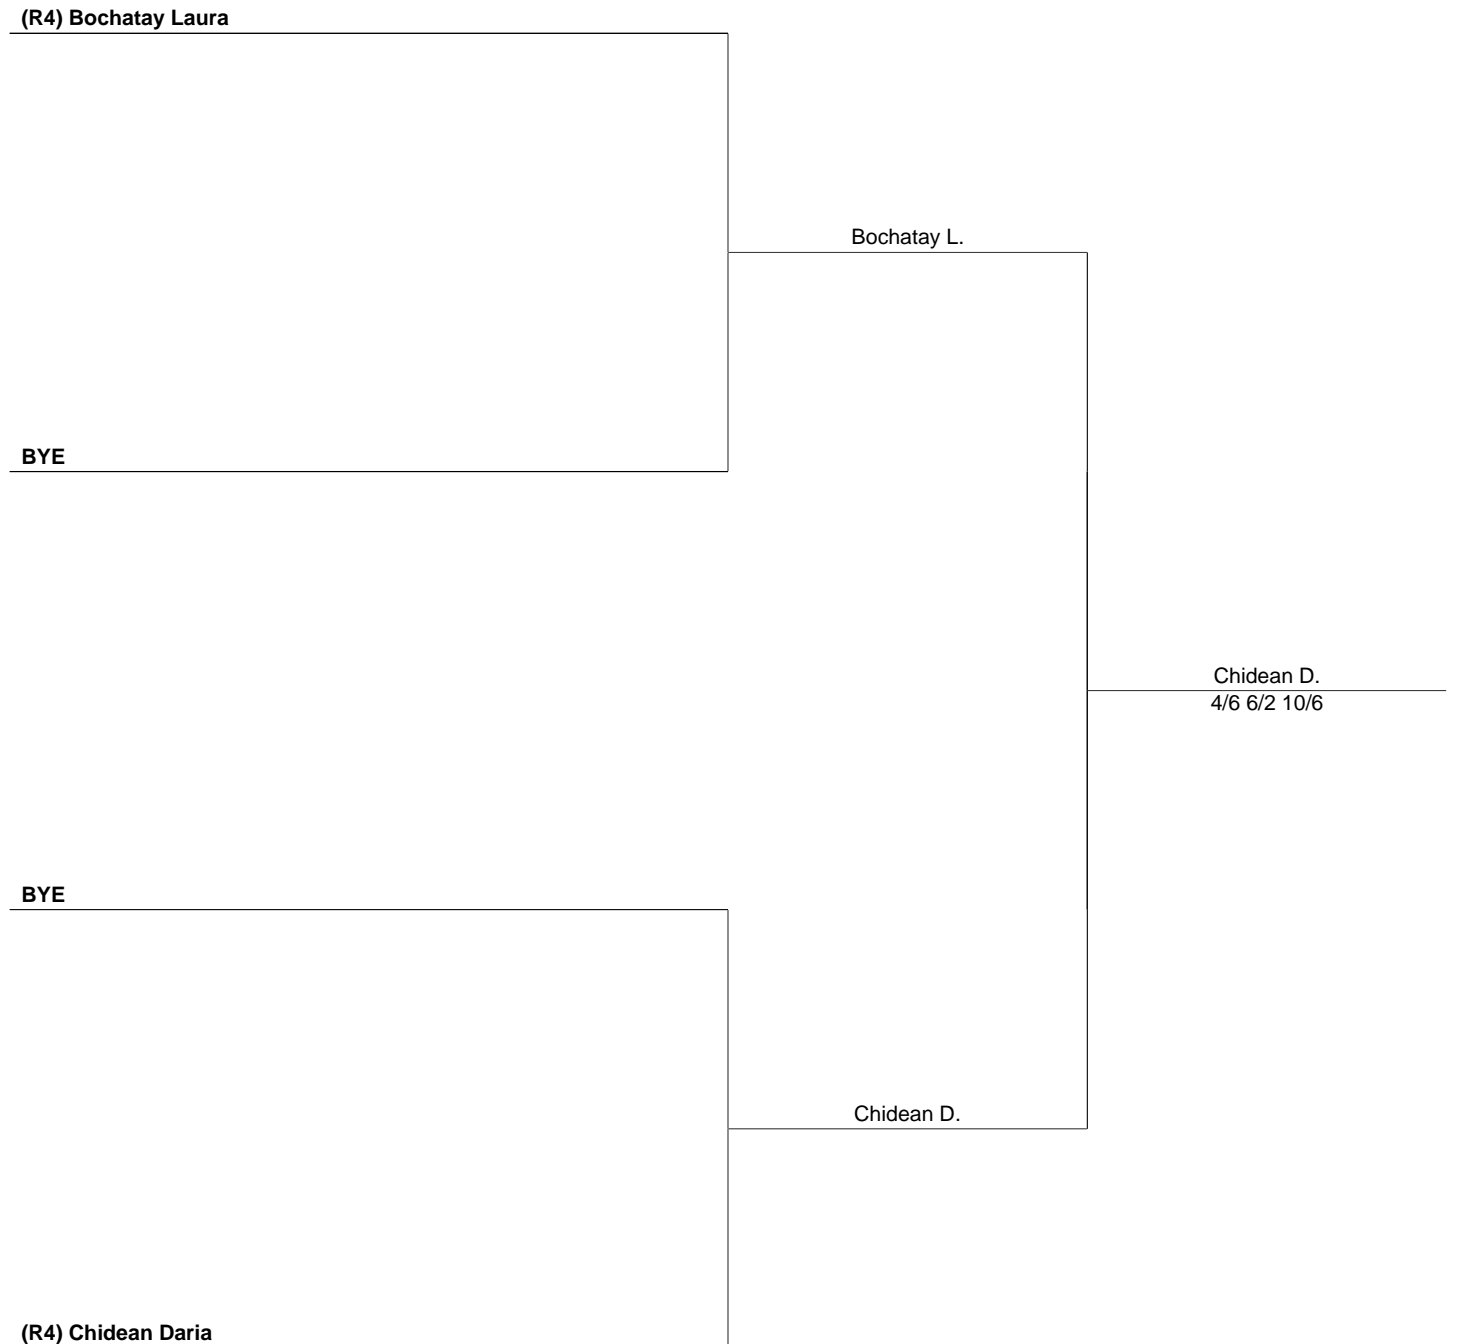 (R4) Bochatay Laura
Bochatay L.
BYE
Chidean D.
4/6 6/2 10/6
BYE
Chidean D.
(R4) Chidean Daria